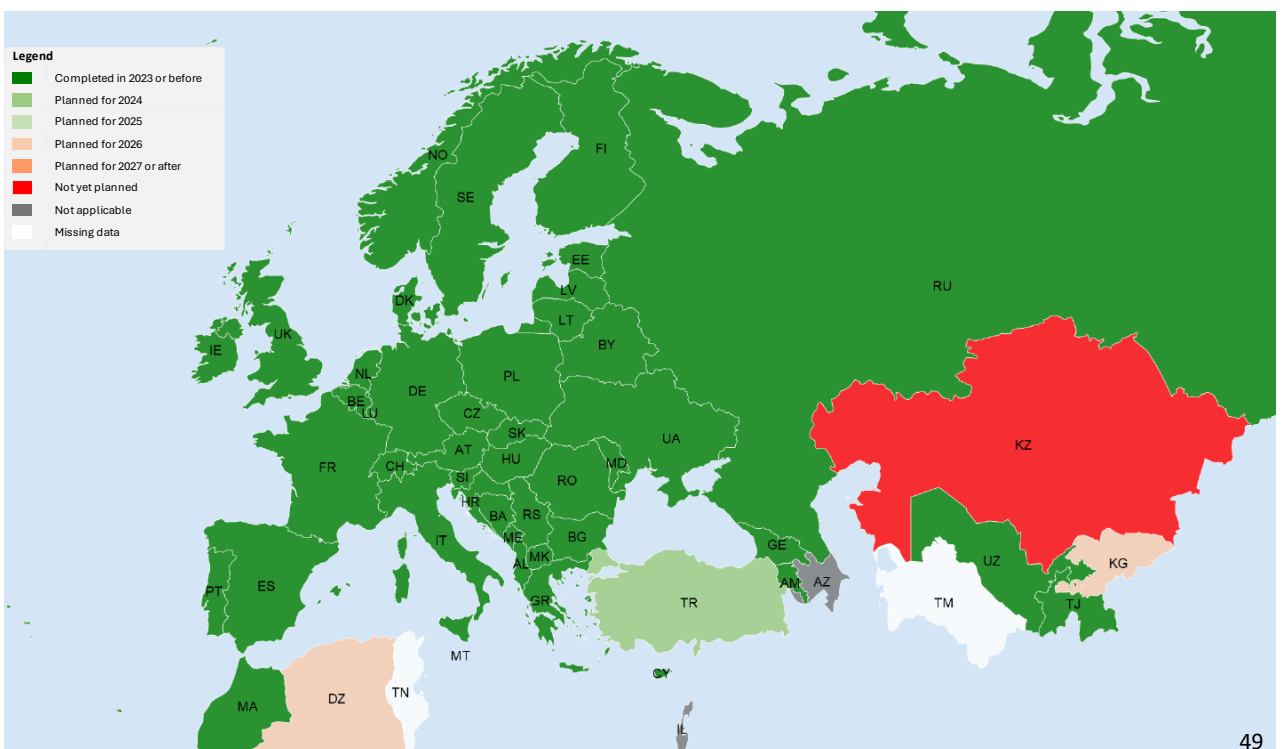 Legend
Completed in 2023 or before
Planned for 2024
Planned for 2025
Planned for 2026
Planned for 2027 or after
Not yet planned
Not applicable
Missing data
NO
FI
SE
EE
RU
LV
DK
LT
UK
BY
IE
NL
PL
DE
BE
LU
CZ
SK
UA
KZ
AT
HU
MD
FR
CH
SI
RO
HR
BA
RS
IT
ME
BG
GE
MK
AL
UZ
KG
AM
AZ
PT
ES
GR
TR
TM
TJ
MT
CY
TN
DZ
MA
IL
49